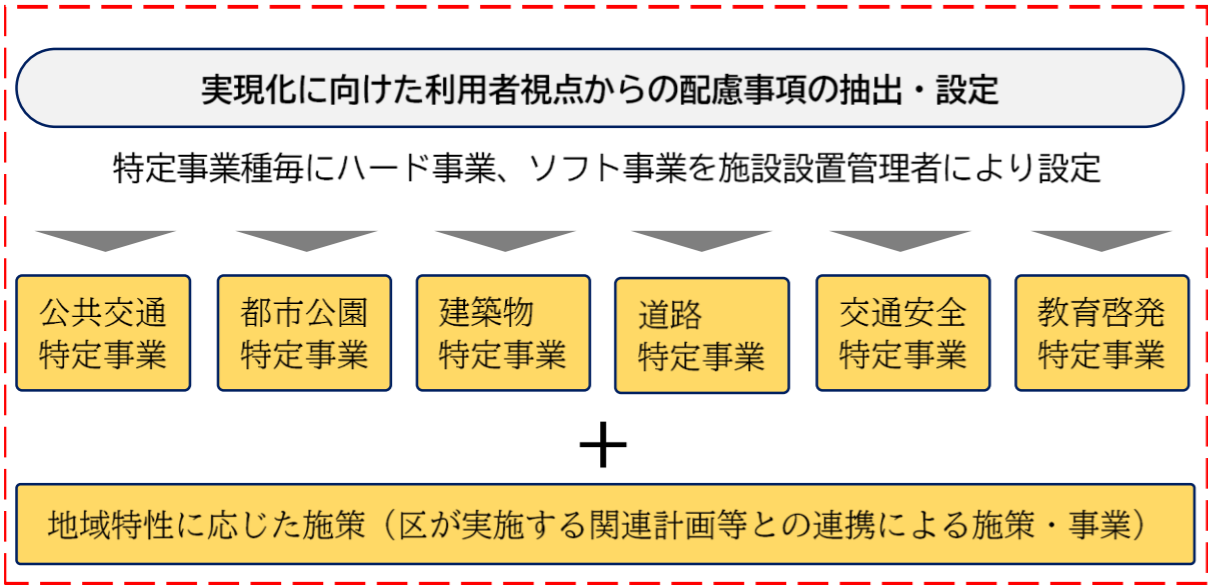 実現化に向けた利用者視点からの配慮事項の抽出・設定
特定事業種毎にハード事業、ソフト事業を施設設置管理者により設定
公共交通
特定事業
都市公園
特定事業
建築物
特定事業
道路
特定事業
交通安全
特定事業
教育啓発
特定事業
＋
地域特性に応じた施策（区が実施する関連計画等との連携による施策・事業）